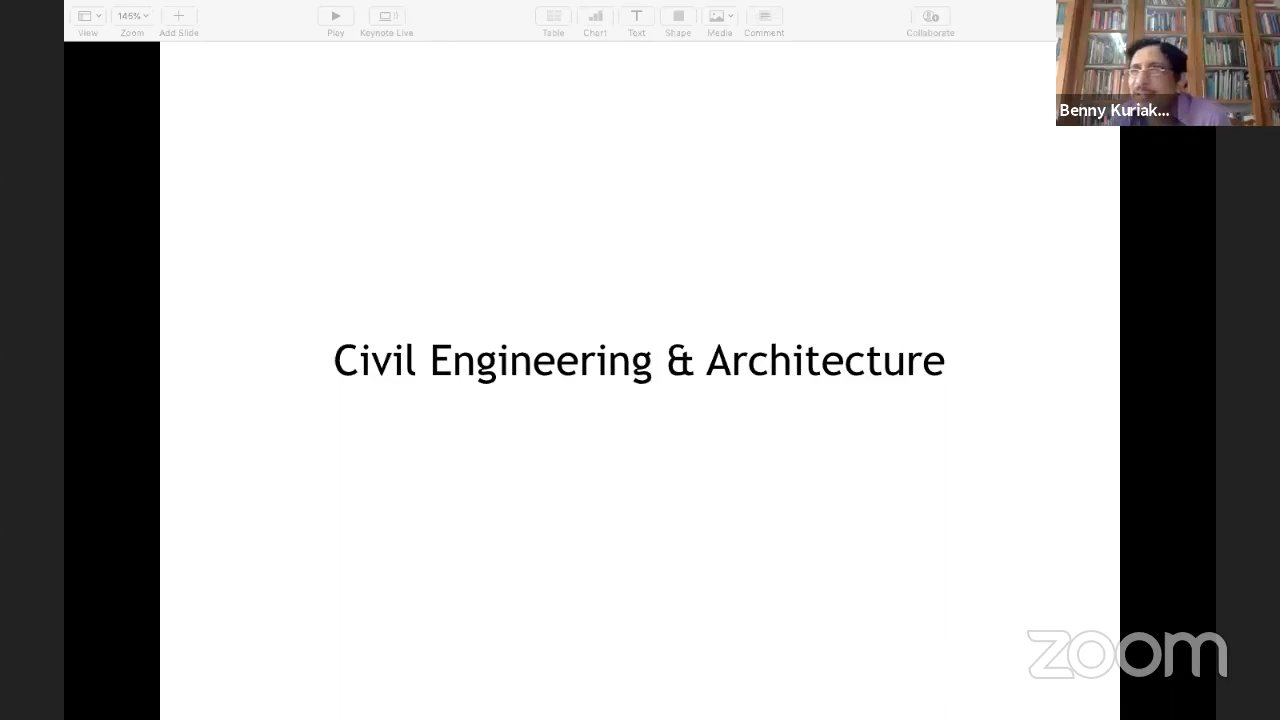 145%
View Zoom Add Slide Play Keynote Live Table Chart Text Shape Media Comment Collaborate
Benny Kuriak...
Civil Engineering & Architecture
zoom